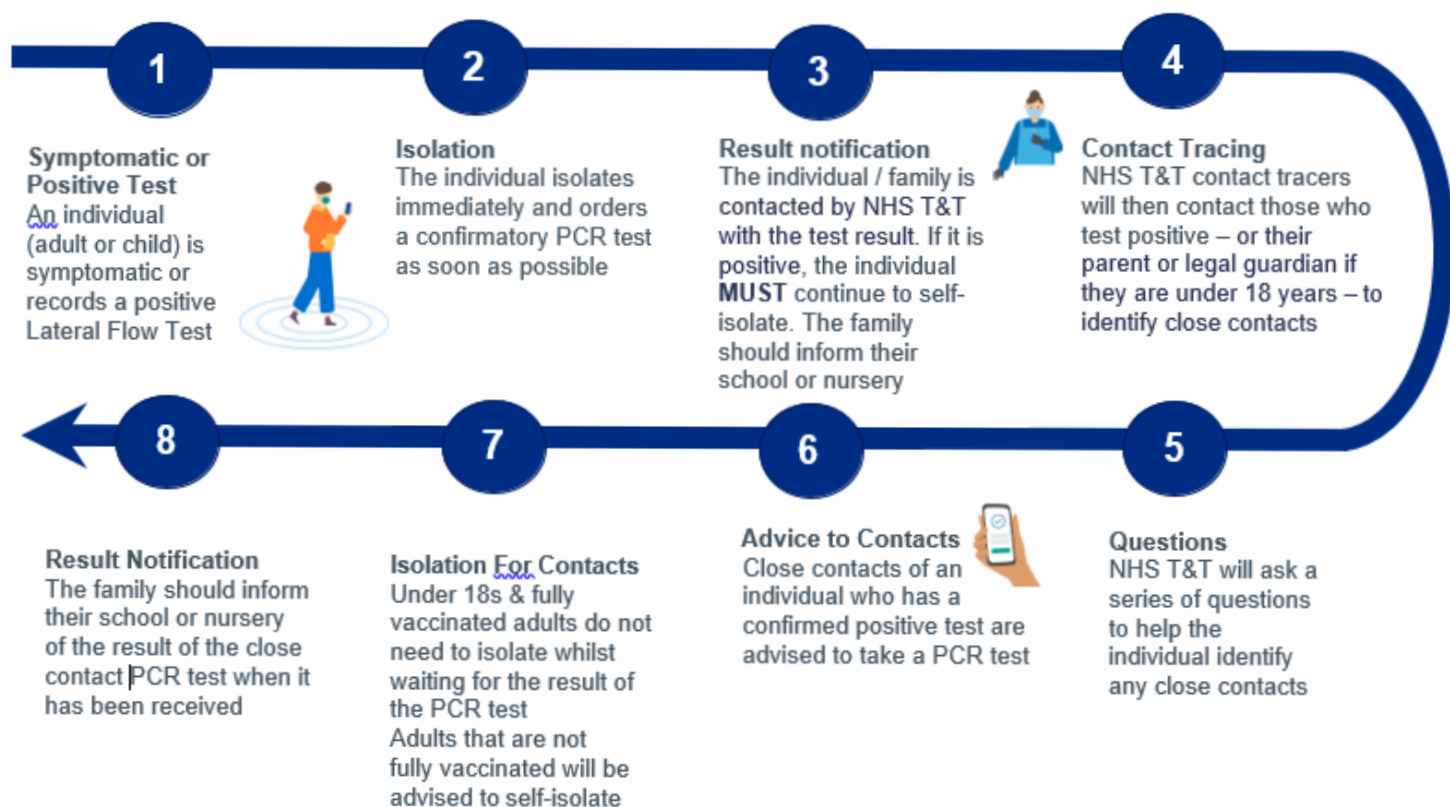 1
Symptomatic or
Positive Test
An individual
(adult or child) is
symptomatic or
records a positive
Lateral Flow Test
2
Isolation
The individual isolates
immediately and orders
a confirmatory PCR test
as soon as possible
3
Result notification
The individual / family is
contacted by NHS T&T
with the test result. If it is
positive, the individual
MUST continue to self-
isolate. The family
should inform their
school or nursery
4
Contact Tracing
NHS T&T contact tracers
will then contact those who
test positive – or their
parent or legal guardian if
they are under 18 years – to
identify close contacts
5
Questions
NHS T&T will ask a
series of questions
to help the
individual identify
any close contacts
6
Advice to Contacts
Close contacts of an
individual who has a
confirmed positive test are
advised to take a PCR test
7
Isolation For Contacts
Under 18s & fully
vaccinated adults do not
need to isolate whilst
waiting for the result of
the PCR test
Adults that are not
fully vaccinated will be
advised to self-isolate
8
Result Notification
The family should inform
their school or nursery
of the result of the close
contact PCR test when it
has been received